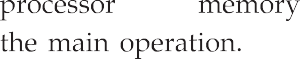 processor memory
the main operation.